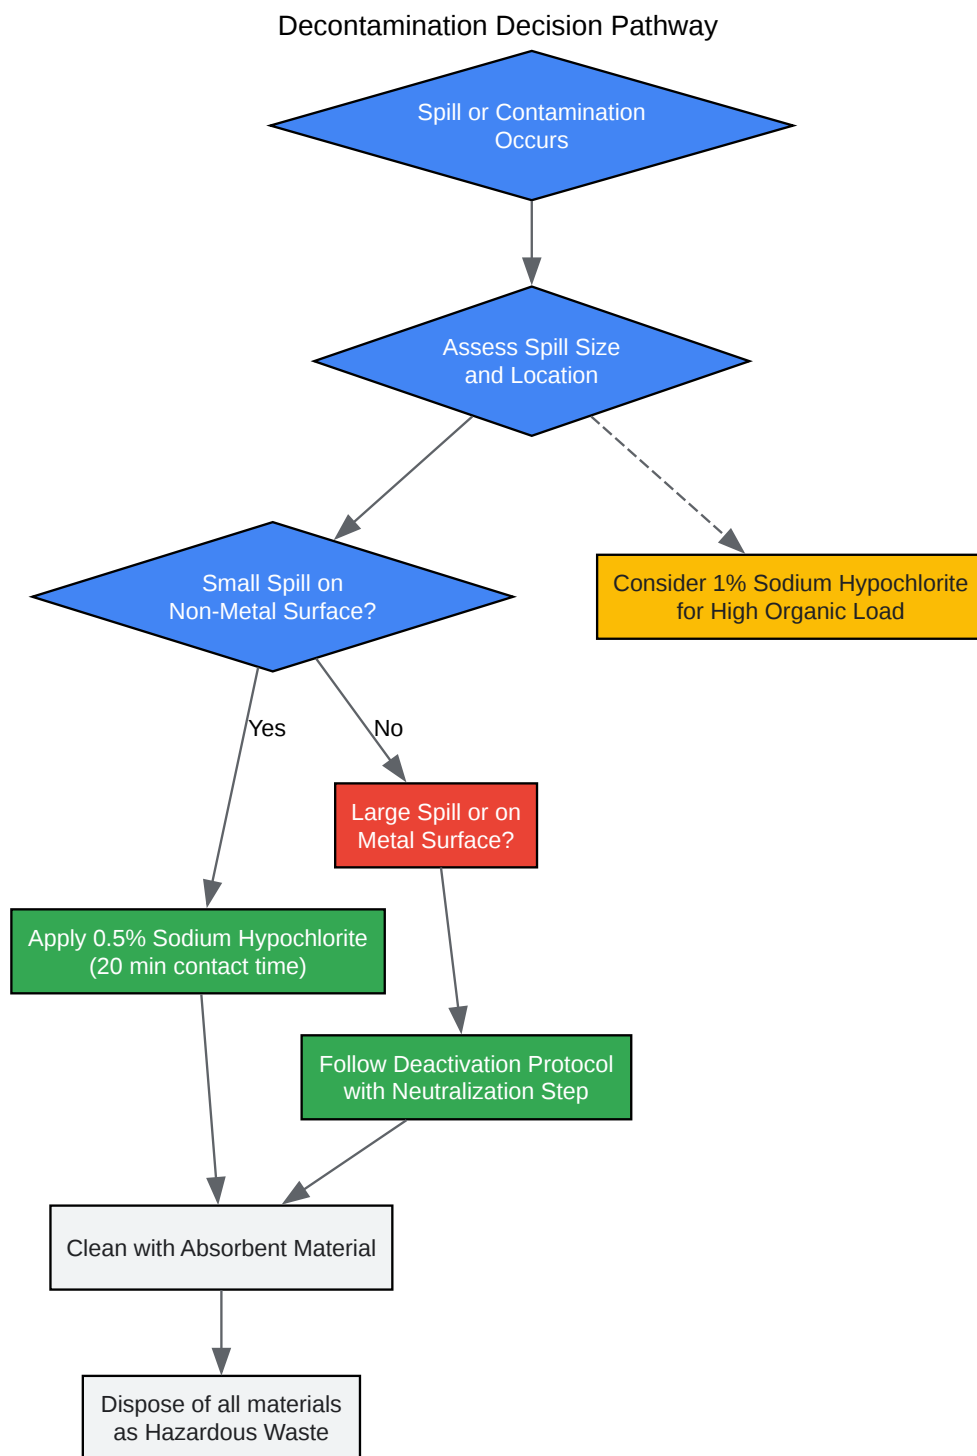 Decontamination Decision Pathway
Spill or Contamination
Occurs
Assess Spill Size
and Location
Small Spill on
Non-Metal Surface?
Consider 1% Sodium Hypochlorite
for High Organic Load
Yes
No
Large Spill or on
Metal Surface?
Apply 0.5% Sodium Hypochlorite
(20 min contact time)
Follow Deactivation Protocol
with Neutralization Step
Clean with Absorbent Material
Dispose of all materials
as Hazardous Waste